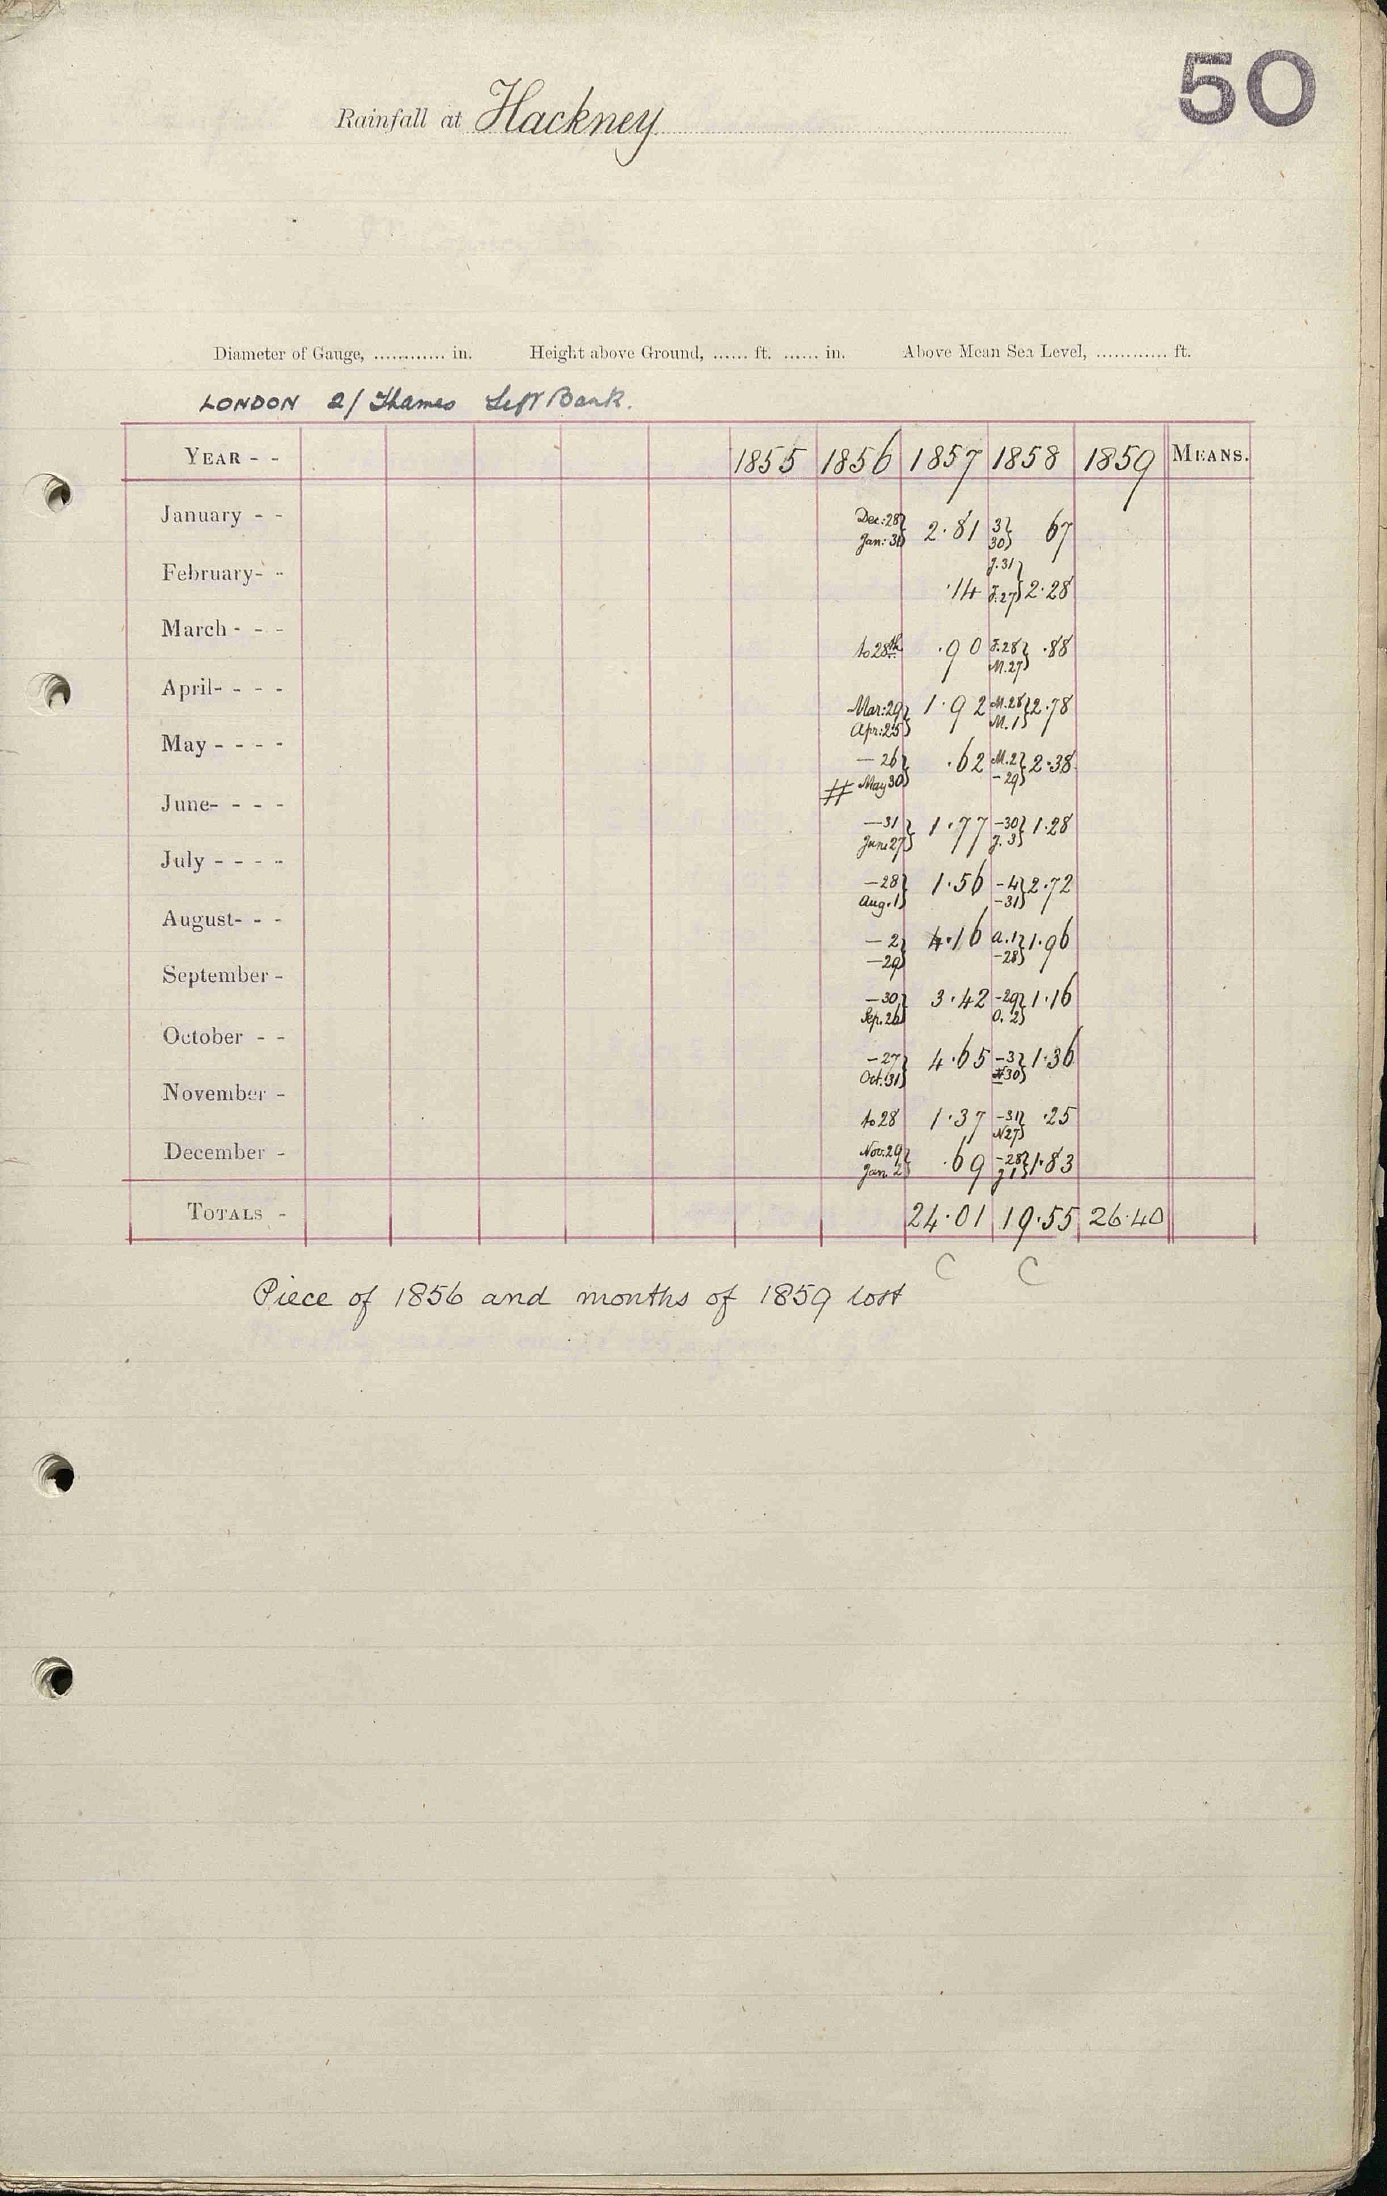 50
Rainfall at Hackney
Diameter of Gauge, ............ in. Height above Ground, ...... ft. ...... in. Above Mean Sea Level, ............ ft.
LONDON 2/ Thames Left Bank.
YEAR - - 1855 1856 1857 1858 1859 MEANS.
January - - Dec: 28} Jan: 31} 2.81 3} 30} 67
February - - .14 J.31} F.27} 2.28
March - - - to 28th .90 F.28} M.27} .88
April - - - - Mar: 29} Apr: 25} 1.92 M.28} M.1} 2.78
May - - - - — 26} # May 30} .62 M.2} - 29} 2.38
June - - - - — 31} June 27} 1.77 - 30} J. 3} 1.28
July - - - - — 28} Aug. 1} 1.56 - 4} - 31} 2.72
August - - - — 2} — 29} 4.16 A.1} - 28} 1.96
September - — 30} Sep. 26} 3.42 - 29} O. 2} 1.16
October - - — 27} Oct. 31} 4.65 - 3} 30} 1.36
November - to 28 1.37 - 31} N 27} .25
December - Nov. 29} Jan. 2} .69 - 28} J 1} 1.83
TOTALS - 24.01 19.55 26.40
C C
Piece of 1856 and months of 1859 lost